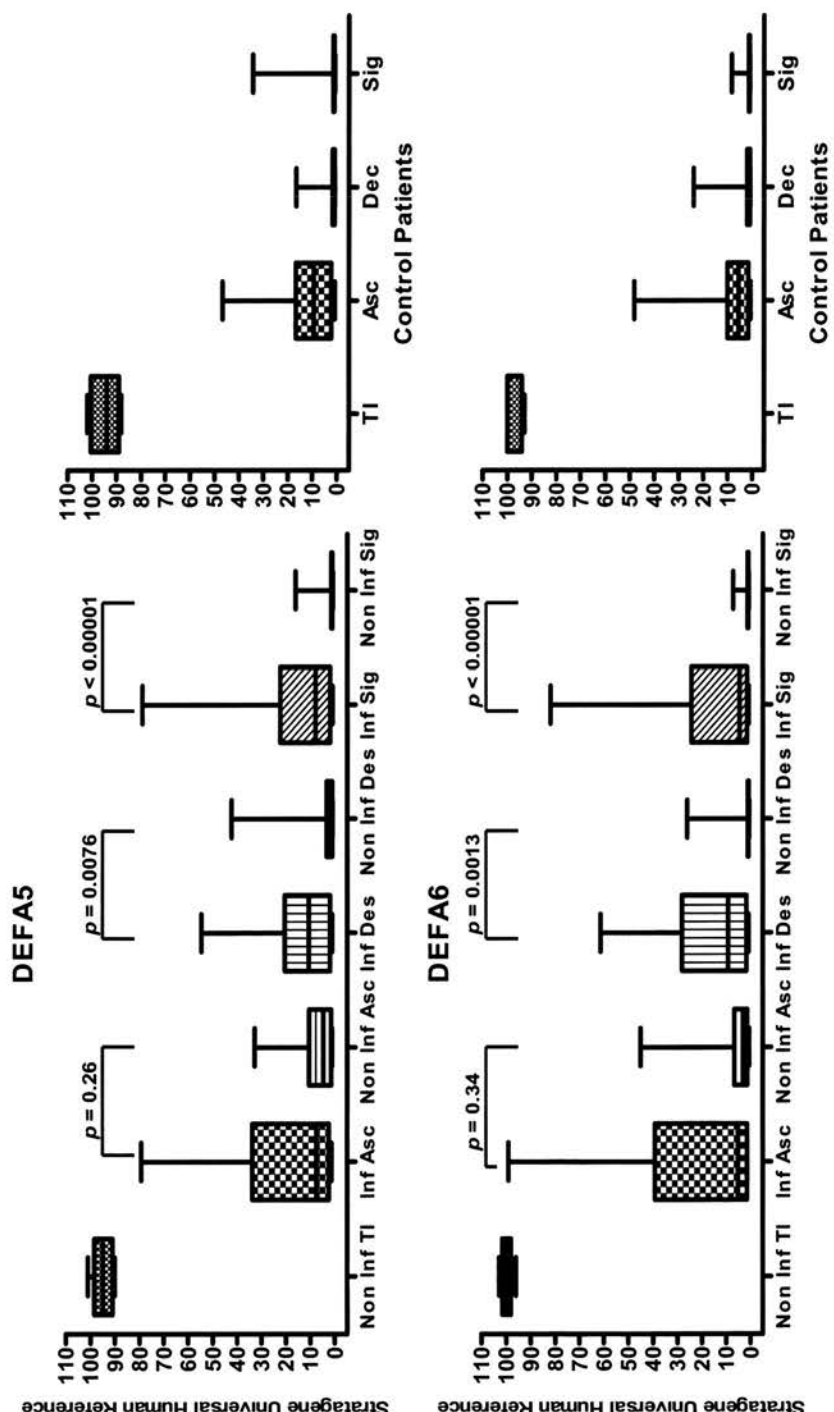 DEFA5
Stratagene Universal Human Reference
110
100
90
80
70
60
50
40
30
20
10
0
p = 0.26
p = 0.0076
p < 0.00001
Non Inf TI
Inf Asc
Non Inf Asc
Inf Des
Non Inf Des
Inf Sig
Non Inf Sig
110
100
90
80
70
60
50
40
30
20
10
0
TI
Asc
Dec
Sig
Control Patients
DEFA6
Stratagene Universal Human Reference
110
100
90
80
70
60
50
40
30
20
10
0
p = 0.34
p = 0.0013
p < 0.00001
Non Inf TI
Inf Asc
Non Inf Asc
Inf Des
Non Inf Des
Inf Sig
Non Inf Sig
110
100
90
80
70
60
50
40
30
20
10
0
TI
Asc
Dec
Sig
Control Patients